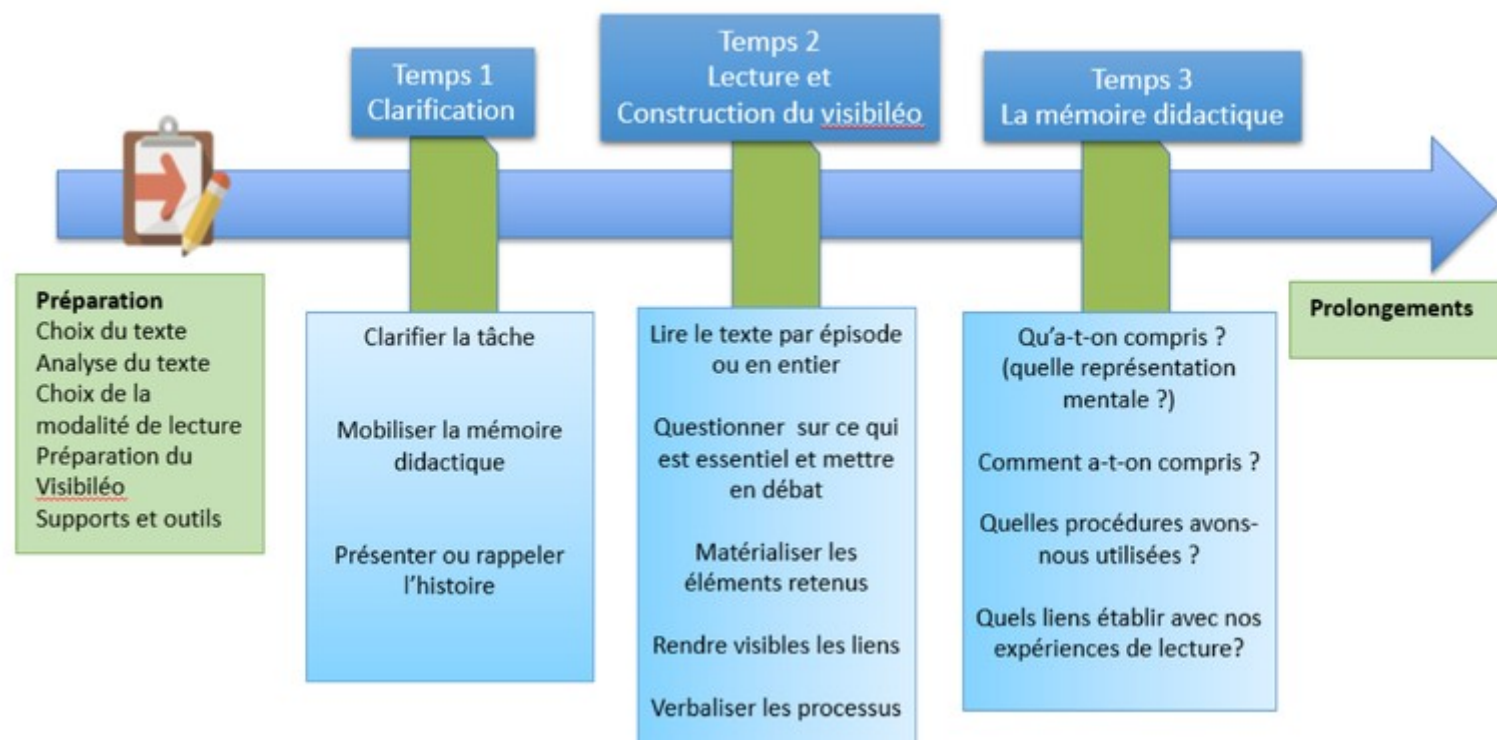 Temps 1
Clarification
Temps 2
Lecture et
Construction du visibiléo
Temps 3
La mémoire didactique
Préparation
Choix du texte
Analyse du texte
Choix de la
modalité de lecture
Préparation du
Visibiléo
Supports et outils
Clarifier la tâche
Mobiliser la mémoire
didactique
Présenter ou rappeler
l'histoire
Lire le texte par épisode
ou en entier
Questionner sur ce qui
est essentiel et mettre
en débat
Matérialiser les
éléments retenus
Rendre visibles les liens
Verbaliser les processus
Qu'a-t-on compris ?
(quelle représentation
mentale ?)
Comment a-t-on compris ?
Quelles procédures avons-
nous utilisées ?
Quels liens établir avec nos
expériences de lecture?
Prolongements